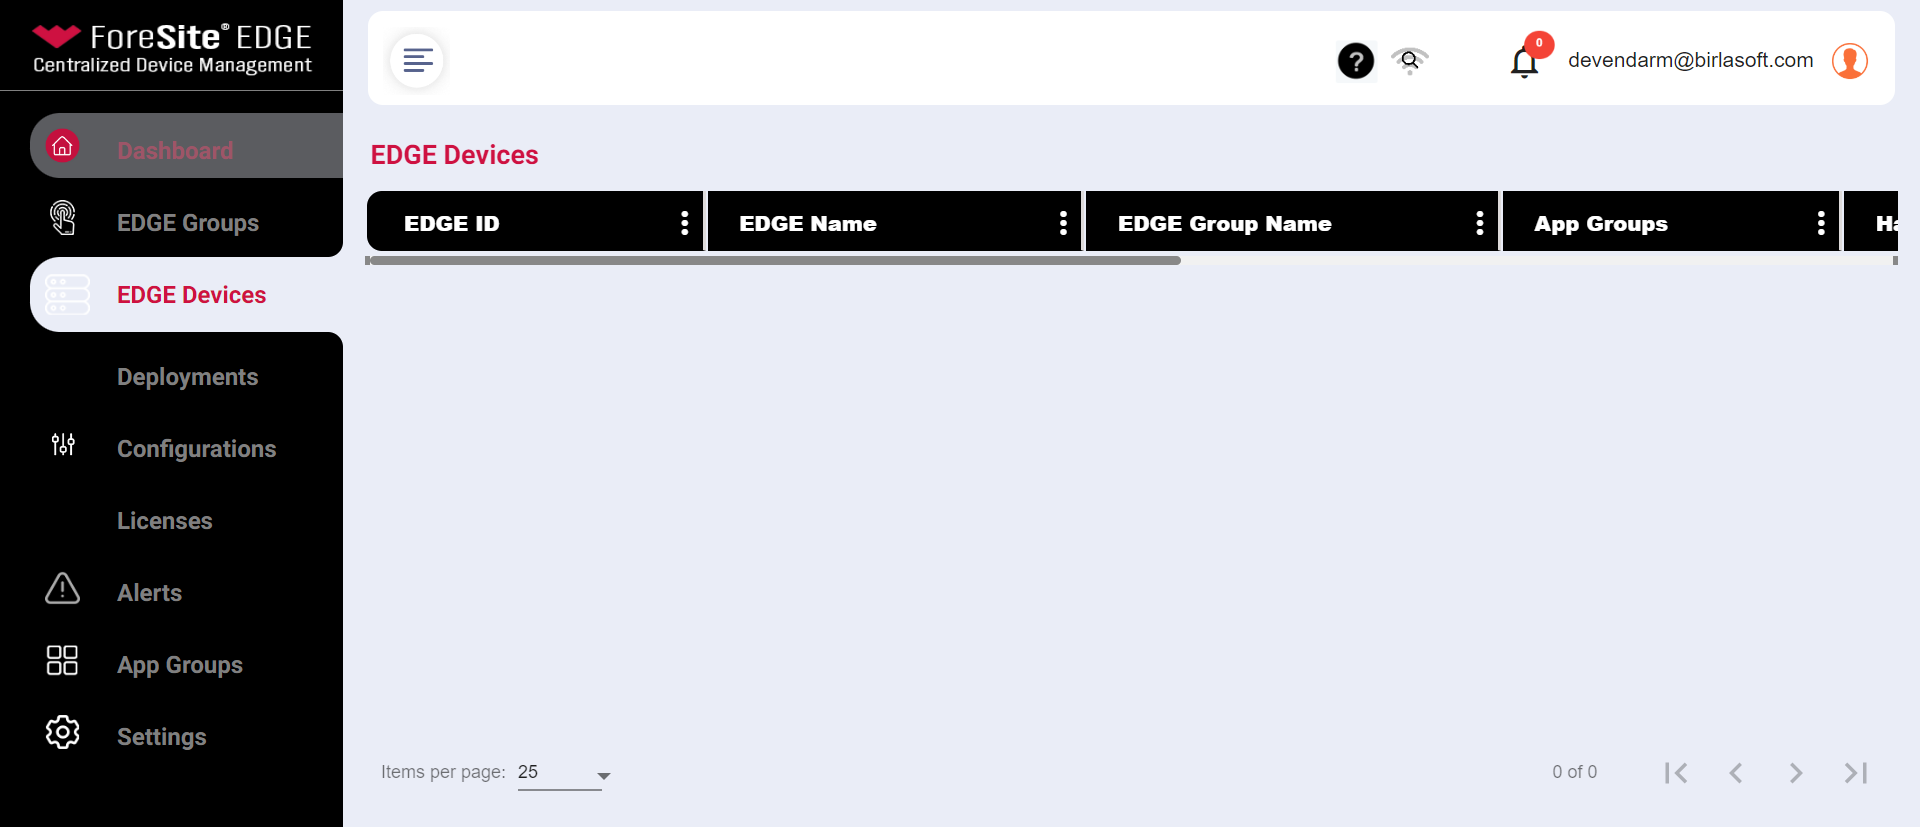 ForeSite® EDGE
Centralized Device Management
Dashboard
EDGE Groups
EDGE Devices
Deployments
Configurations
Licenses
Alerts
App Groups
Settings
?
0
devendarm@birlasoft.com
EDGE Devices
EDGE ID EDGE Name EDGE Group Name App Groups
Items per page: 25
0 of 0